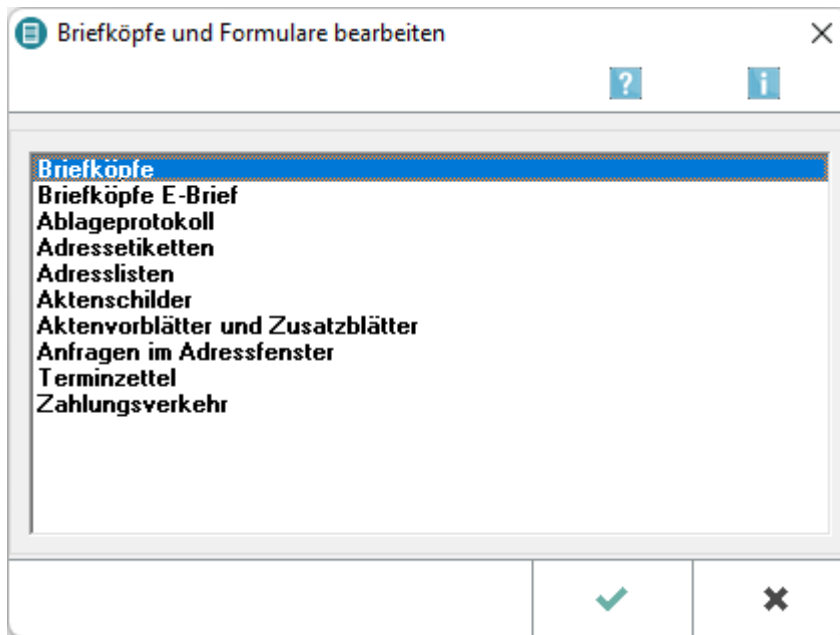 Briefköpfe und Formulare bearbeiten
?
i
Briefköpfe
Briefköpfe E-Brief
Ablageprotokoll
Adressetiketten
Adresslisten
Aktenschilder
Aktenvorblätter und Zusatzblätter
Anfragen im Adressfenster
Terminzettel
Zahlungsverkehr